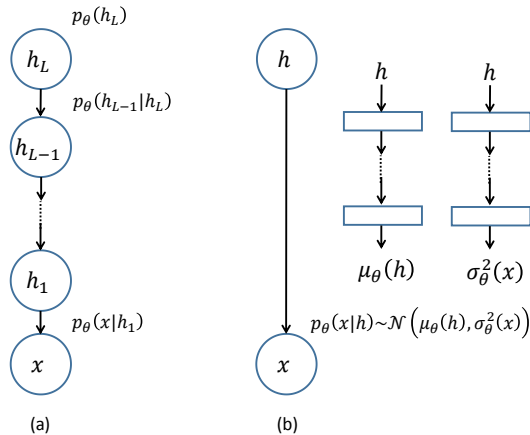 p_θ(h_L)
h_L
p_θ(h_{L−1}|h_L)
h_{L−1}
h_1
p_θ(x|h_1)
x
(a)
h
h h
μ_θ(h) σ_θ^2(x)
p_θ(x|h)~𝒩(μ_θ(h), σ_θ^2(x))
x
(b)